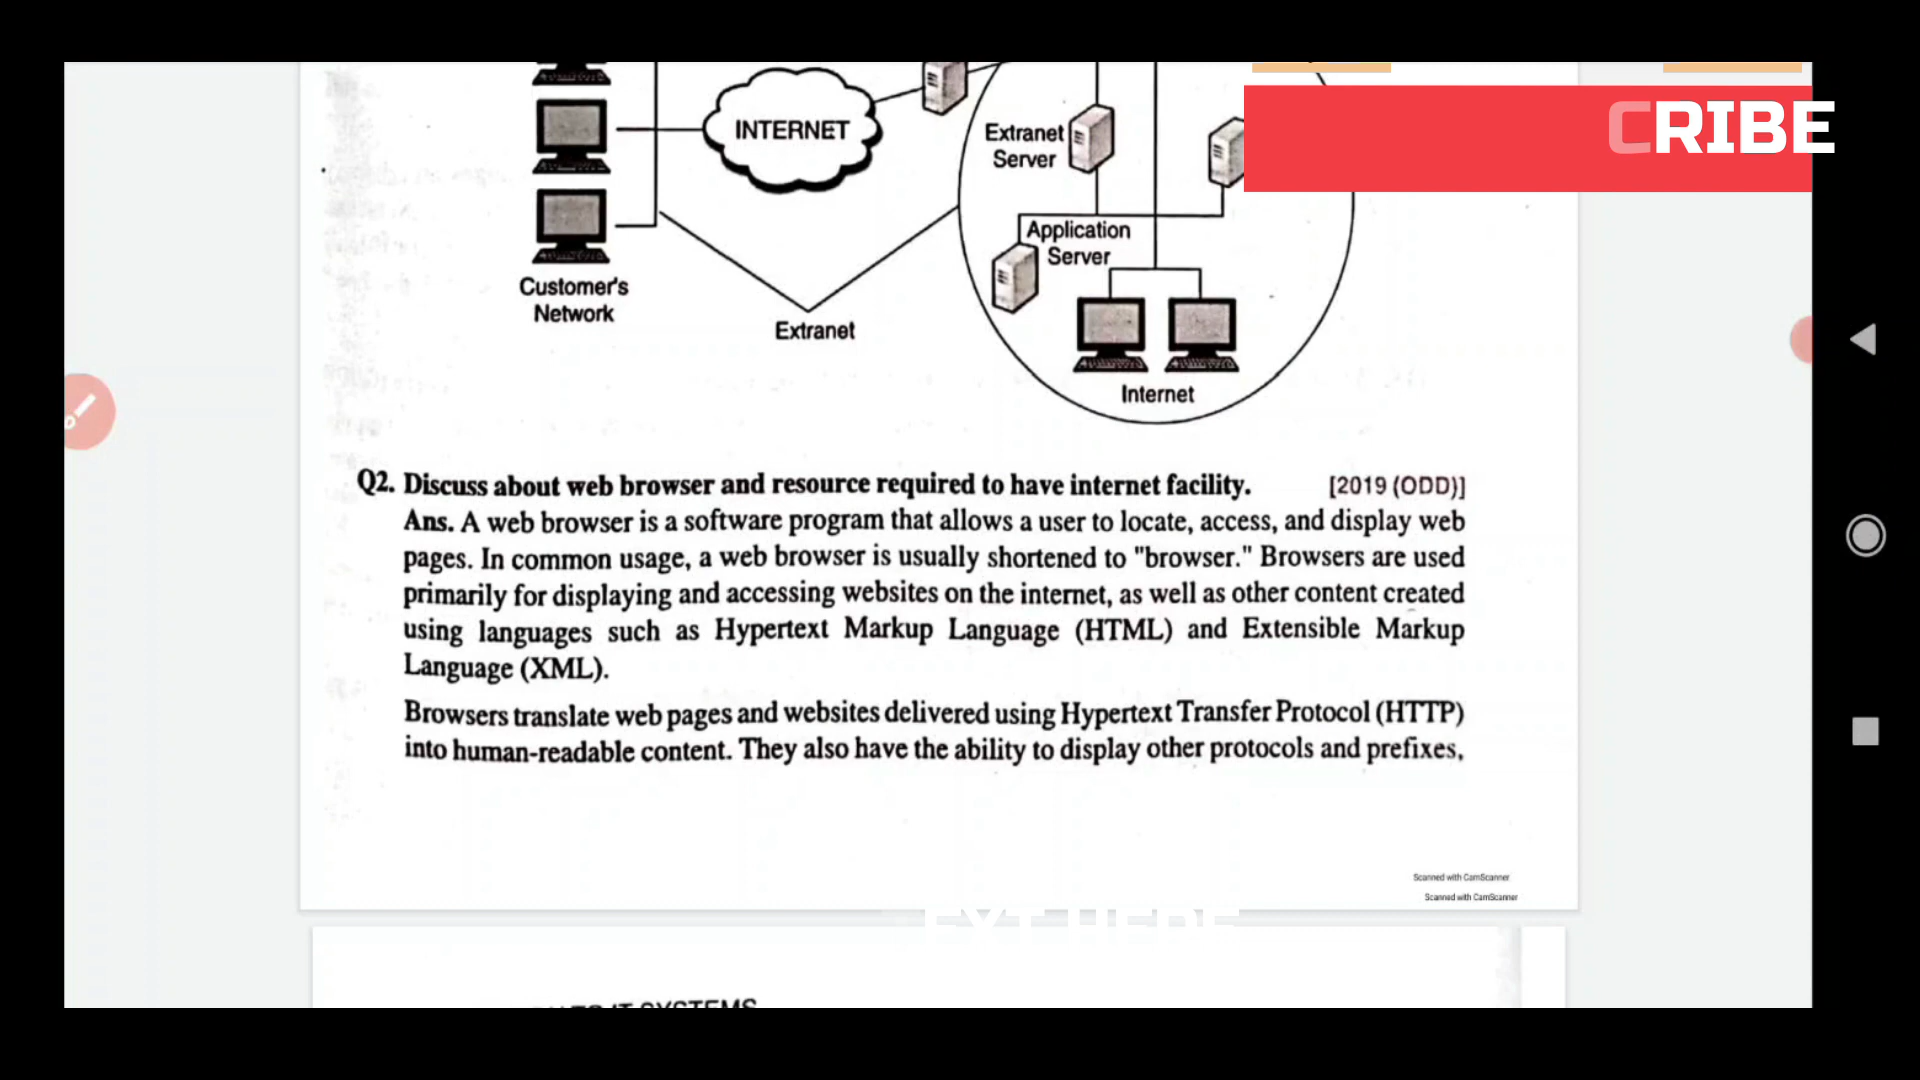 CRIBE
INTERNET
Extranet
Server
Application
Server
Customer's
Network
Extranet
Internet
Q2. Discuss about web browser and resource required to have internet facility. [2019 (ODD)]
Ans. A web browser is a software program that allows a user to locate, access, and display web
pages. In common usage, a web browser is usually shortened to "browser." Browsers are used
primarily for displaying and accessing websites on the internet, as well as other content created
using languages such as Hypertext Markup Language (HTML) and Extensible Markup
Language (XML).
Browsers translate web pages and websites delivered using Hypertext Transfer Protocol (HTTP)
into human-readable content. They also have the ability to display other protocols and prefixes,
Scanned with CamScanner
Scanned with CamScanner
EXT HERE
TO IT SYSTEMS